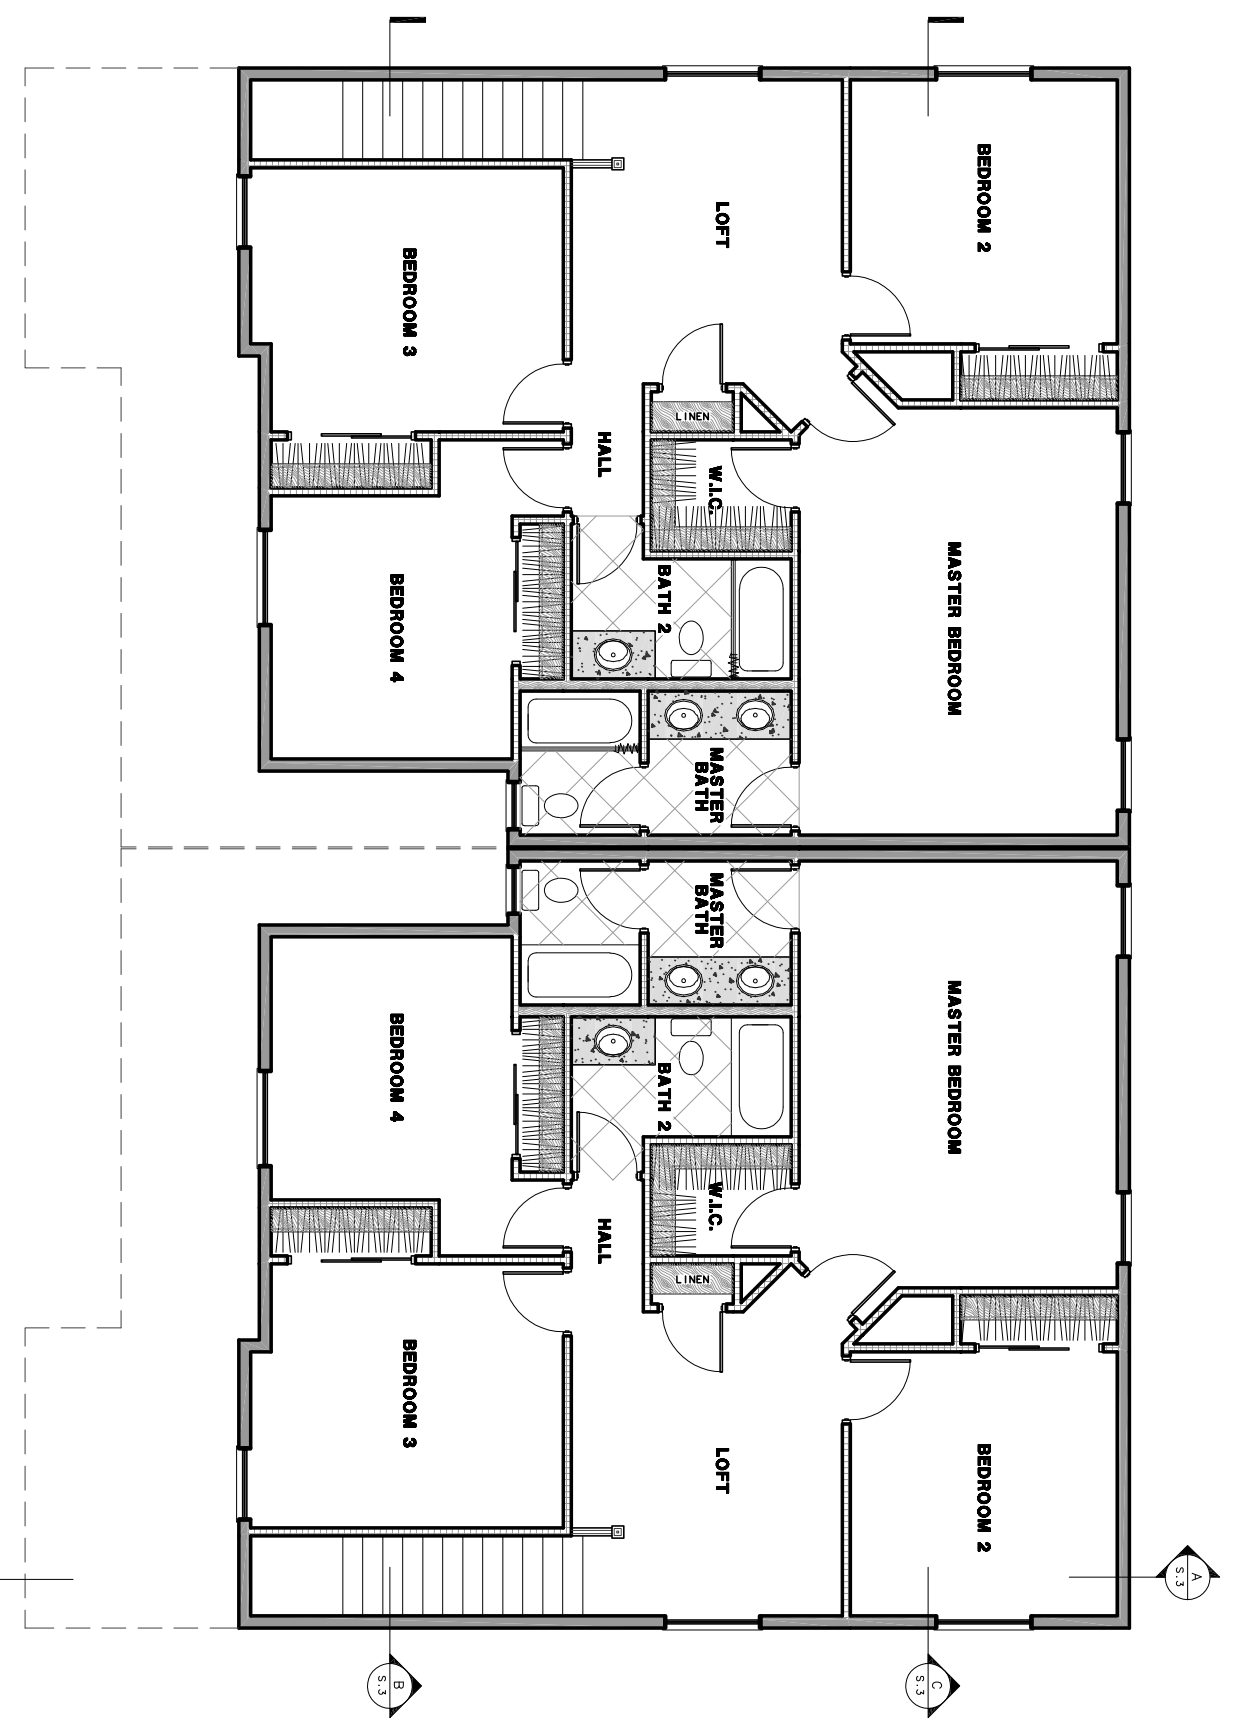 BEDROOM 2
LOFT
BEDROOM 3
LINEN
HALL
W.I.C.
MASTER BEDROOM
BATH 2
BEDROOM 4
MASTER
BATH
MASTER
BATH
MASTER BEDROOM
BEDROOM 4
BATH 2
W.I.C.
HALL
LINEN
BEDROOM 3
LOFT
BEDROOM 2
A
S.3
B
S.3
C
S.3